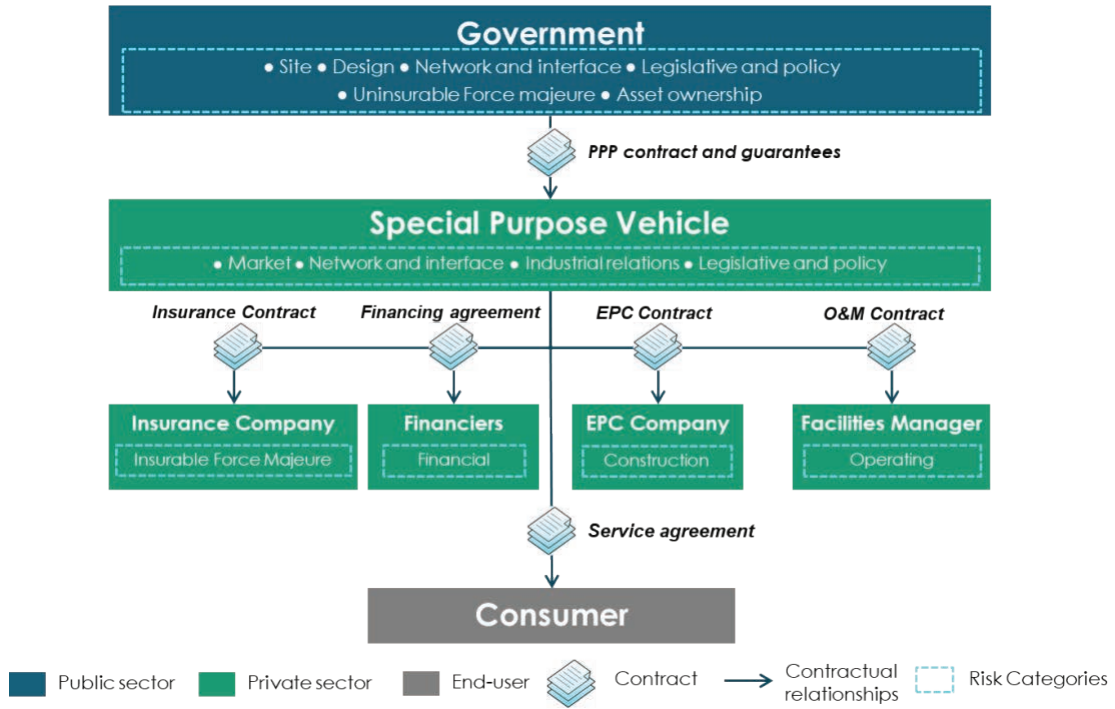 Government
● Site ● Design ● Network and interface ● Legislative and policy
● Uninsurable Force majeure ● Asset ownership
PPP contract and guarantees
Special Purpose Vehicle
● Market ● Network and interface ● Industrial relations ● Legislative and policy
Insurance Contract
Financing agreement
EPC Contract
O&M Contract
Insurance Company
Insurable Force Majeure
Financiers
Financial
EPC Company
Construction
Facilities Manager
Operating
Service agreement
Consumer
Public sector
Private sector
End-user
Contract
Contractual
relationships
Risk Categories